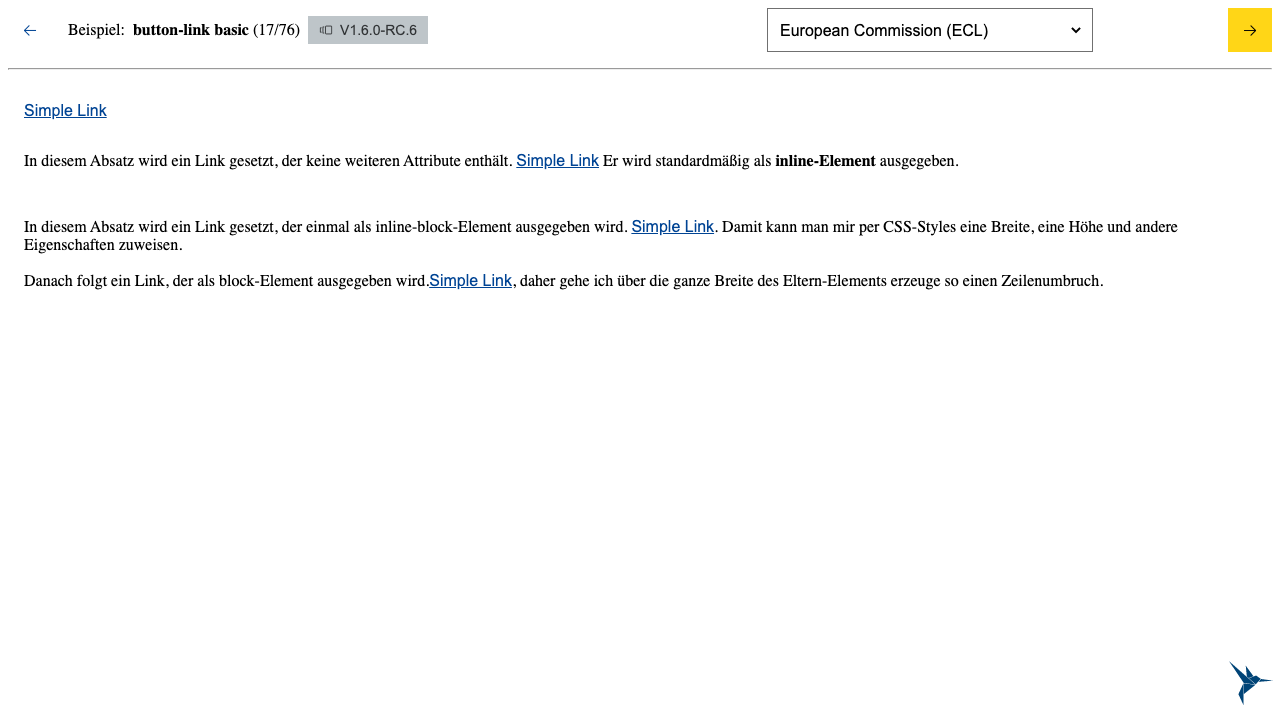 Beispiel: button-link basic (17/76) V1.6.0-RC.6 European Commission (ECL)
Simple Link
In diesem Absatz wird ein Link gesetzt, der keine weiteren Attribute enthält. Simple Link Er wird standardmäßig als inline-Element ausgegeben.
In diesem Absatz wird ein Link gesetzt, der einmal als inline-block-Element ausgegeben wird. Simple Link. Damit kann man mir per CSS-Styles eine Breite, eine Höhe und andere
Eigenschaften zuweisen.
Danach folgt ein Link, der als block-Element ausgegeben wird.Simple Link, daher gehe ich über die ganze Breite des Eltern-Elements erzeuge so einen Zeilenumbruch.